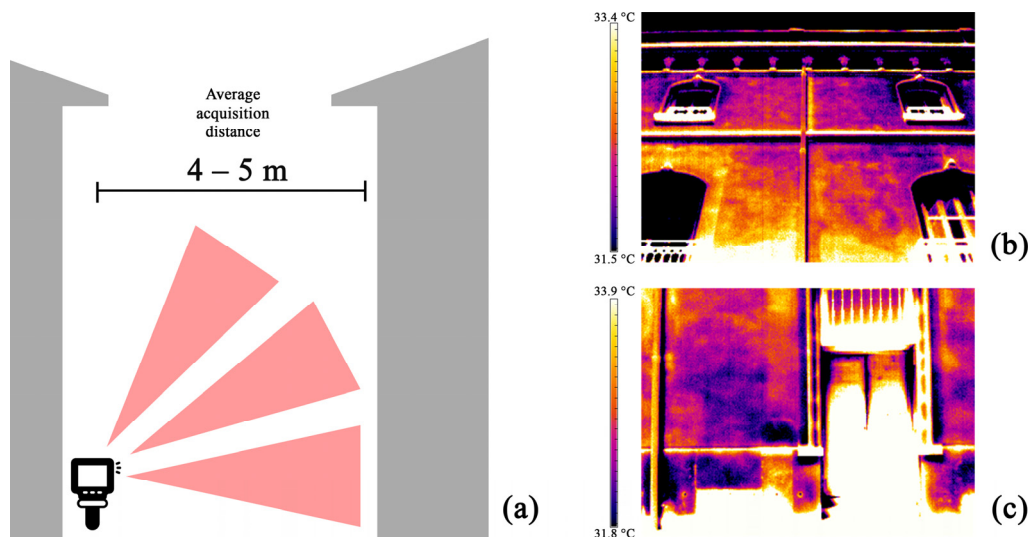 Average
acquisition
distance
4 – 5 m
(a)
33.4 °C
31.5 °C
(b)
33.9 °C
31.8 °C
(c)